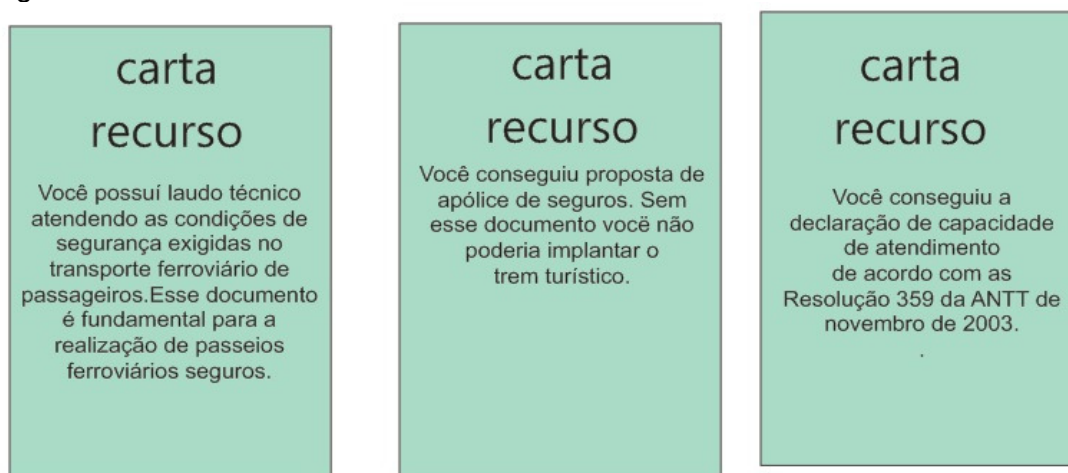 carta
recurso
Você possuí laudo técnico
atendendo as condições de
segurança exigidas no
transporte ferroviário de
passageiros.Esse documento
é fundamental para a
realização de passeios
ferroviários seguros.
carta
recurso
Você conseguiu proposta de
apólice de seguros. Sem
esse documento vocë não
poderia implantar o
trem turístico.
carta
recurso
Você conseguiu a
declaração de capacidade
de atendimento
de acordo com as
Resolução 359 da ANTT de
novembro de 2003.
.